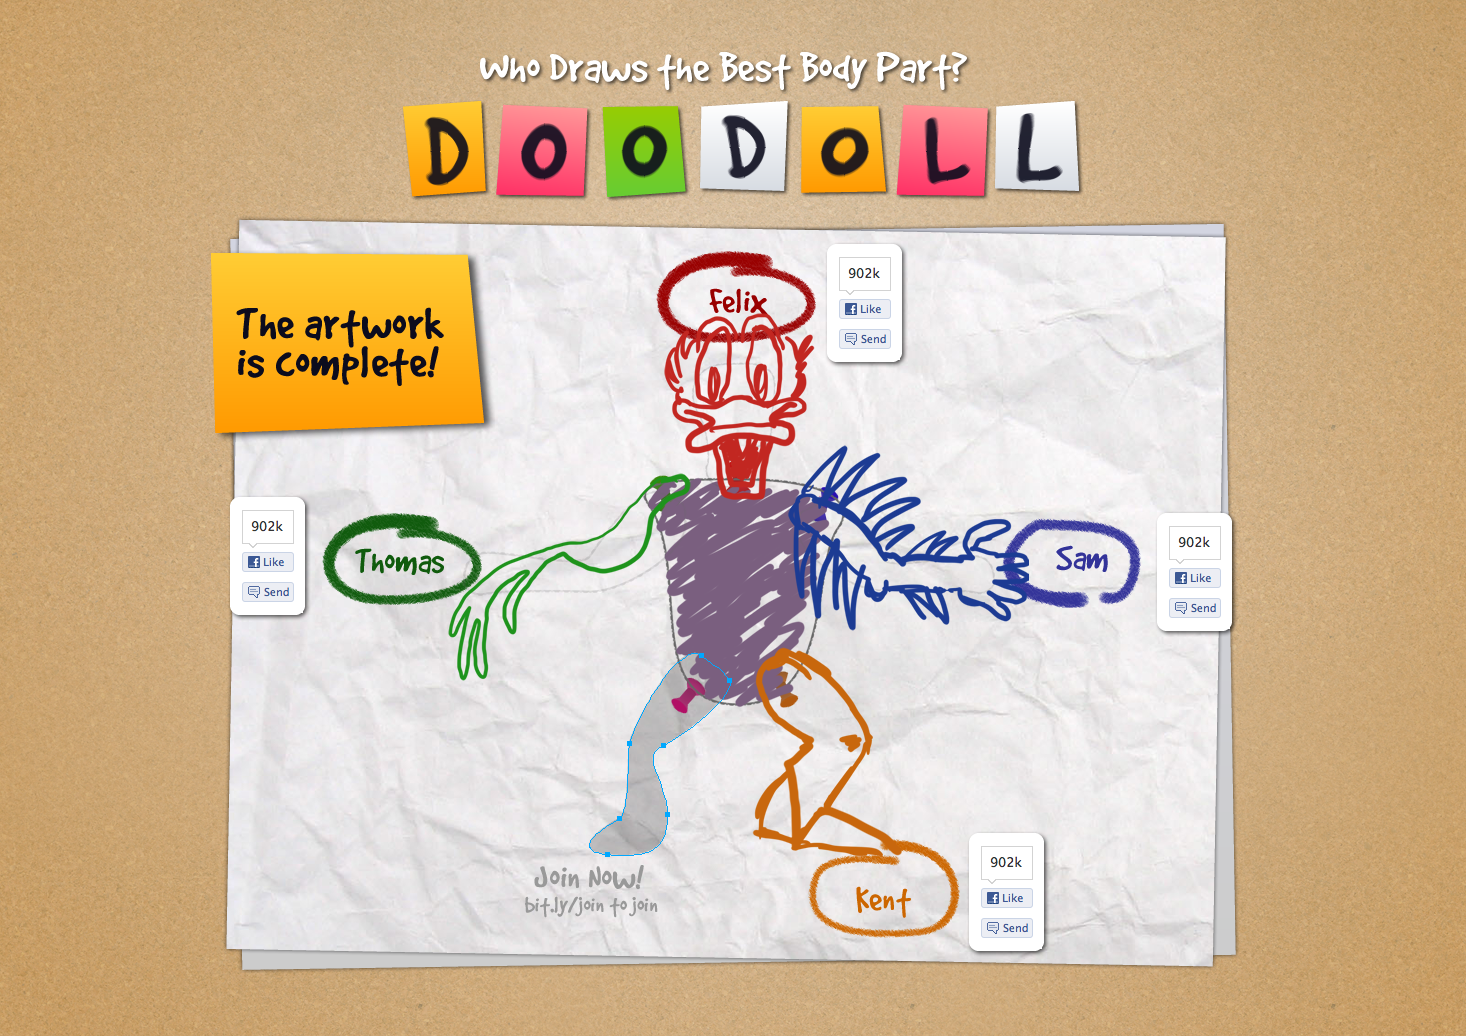 Who Draws the Best Body Part?
DOODOLL
The artwork
is complete!
Felix
902k
Like
Send
902k
Like
Send
Thomas
Sam
902k
Like
Send
Join Now!
bit.ly/join to join
Kent
902k
Like
Send